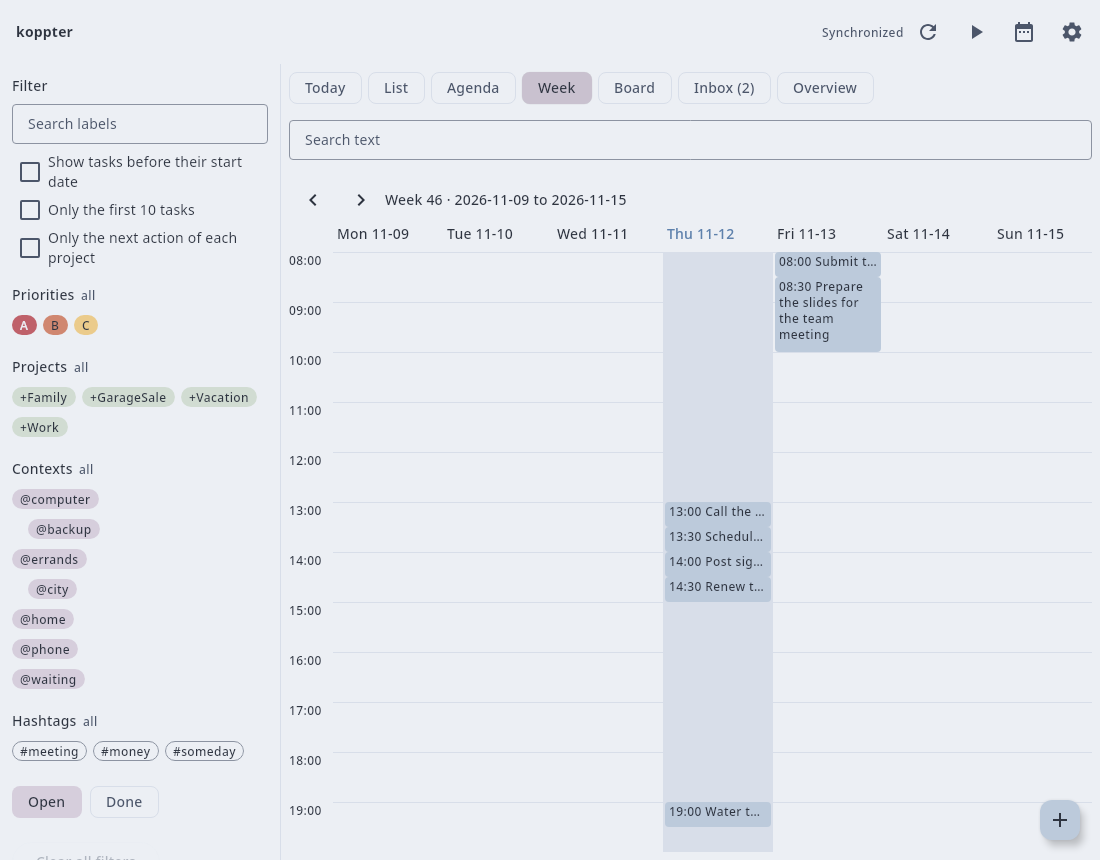 koppter
Synchronized
Filter
Search labels
Show tasks before their start
date
Only the first 10 tasks
Only the next action of each
project
Priorities all
A B C
Projects all
+Family +GarageSale +Vacation
+Work
Contexts all
@computer
@backup
@errands
@city
@home
@phone
@waiting
Hashtags all
#meeting #money #someday
Open Done
Clear all filters
Today List Agenda Week Board Inbox (2) Overview
Search text
Week 46 · 2026-11-09 to 2026-11-15
Mon 11-09 Tue 11-10 Wed 11-11 Thu 11-12 Fri 11-13 Sat 11-14 Sun 11-15
08:00
08:00 Submit t…
08:30 Prepare
the slides for
the team
meeting
09:00
10:00
11:00
12:00
13:00
13:00 Call the …
13:30 Schedul…
14:00
14:00 Post sig…
14:30 Renew t…
15:00
16:00
17:00
18:00
19:00
19:00 Water t…